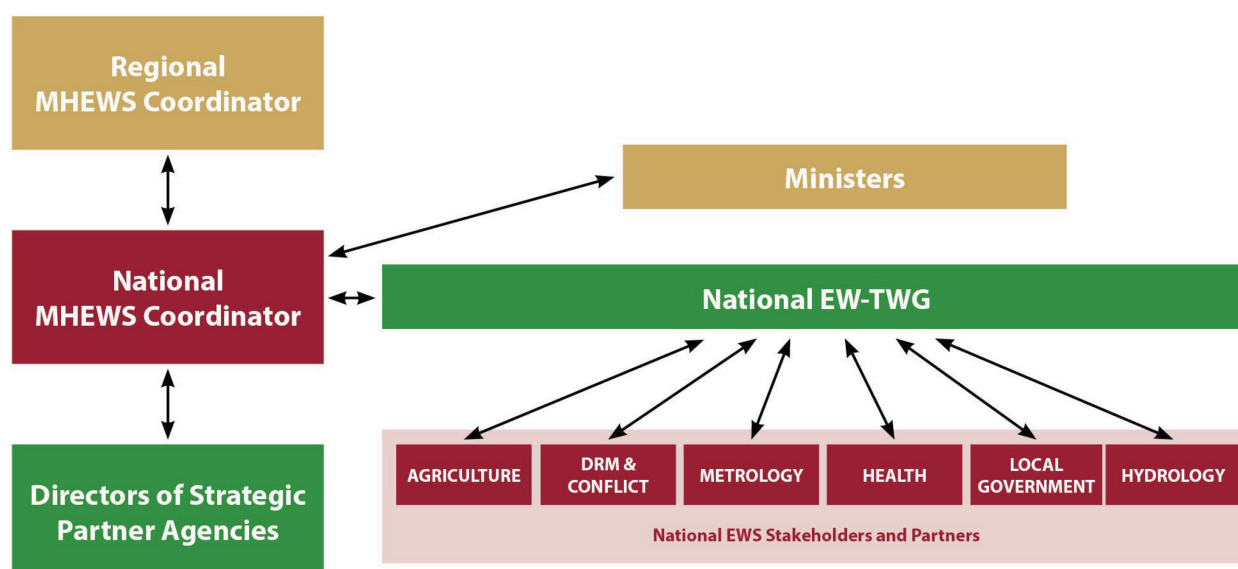 Regional
MHEWS Coordinator
Ministers
National
MHEWS Coordinator
National EW-TWG
Directors of Strategic
Partner Agencies
AGRICULTURE
DRM &
CONFLICT
METROLOGY
HEALTH
LOCAL
GOVERNMENT
HYDROLOGY
National EWS Stakeholders and Partners